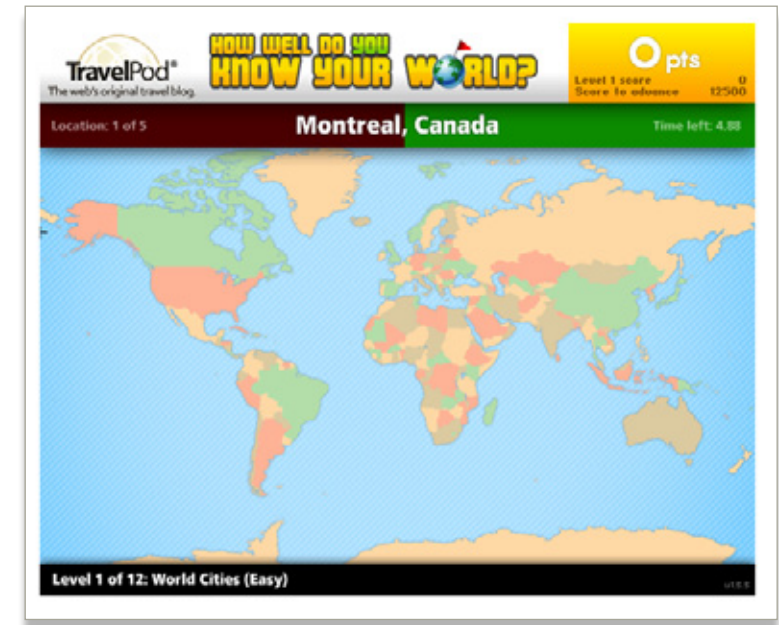 TravelPod®
The web's original travel blog.
HOW WELL DO YOU
KNOW YOUR WORLD?
0 pts
Level 1 score 0
Score to advance 12500
Location: 1 of 5
Montreal, Canada
Time left: 4.88
Level 1 of 12: World Cities (Easy)